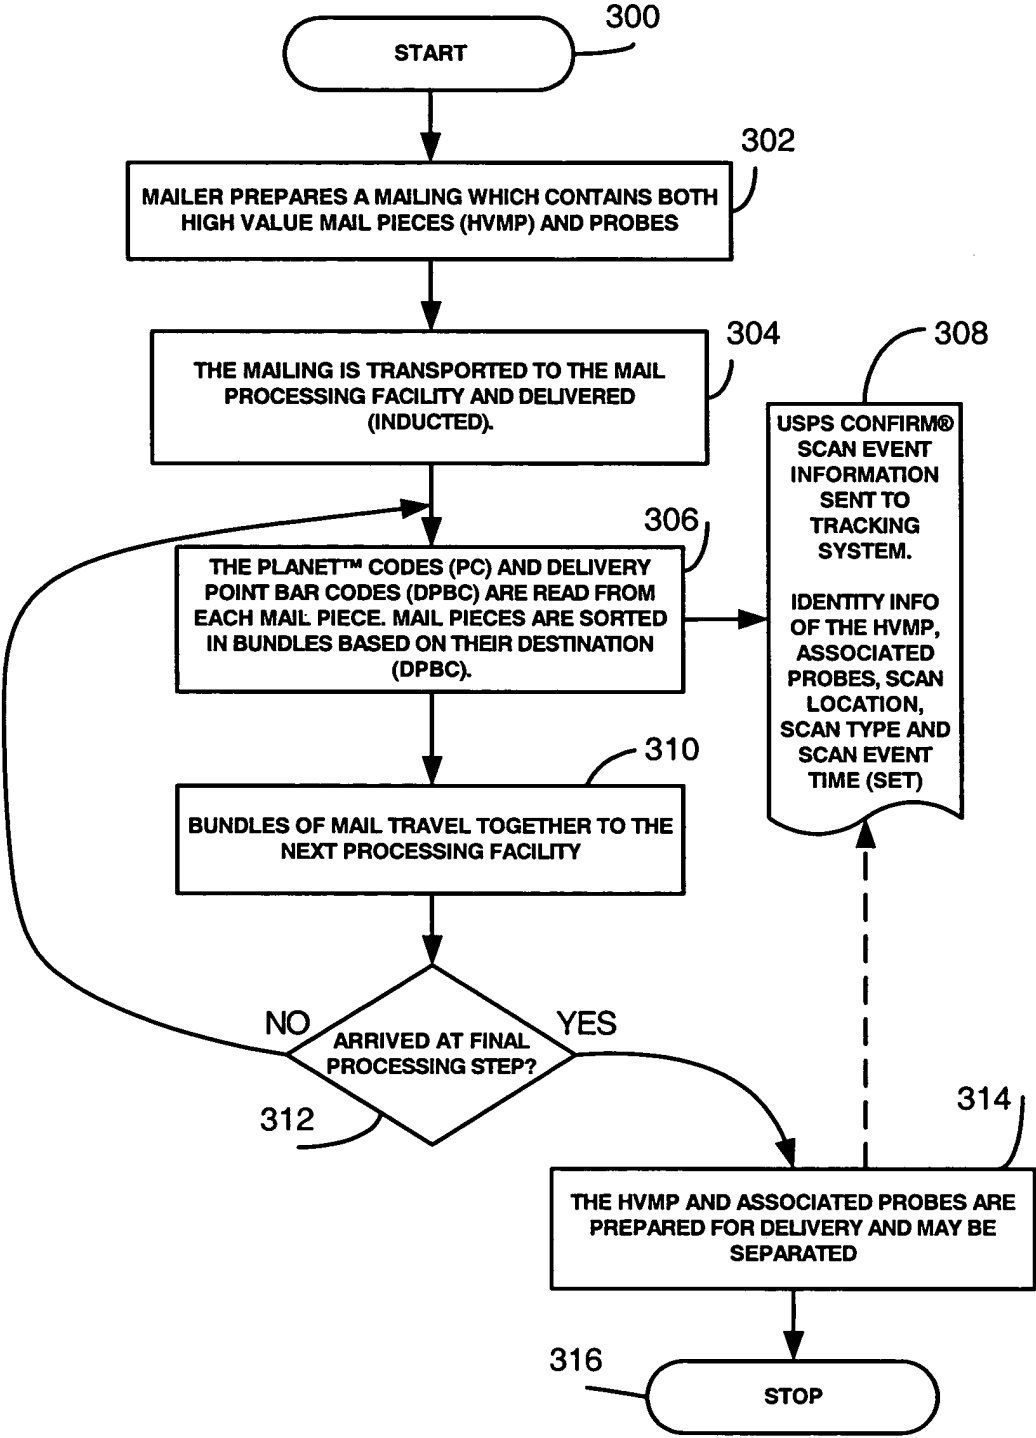 300
START
302
MAILER PREPARES A MAILING WHICH CONTAINS BOTH
HIGH VALUE MAIL PIECES (HVMP) AND PROBES
304
THE MAILING IS TRANSPORTED TO THE MAIL
PROCESSING FACILITY AND DELIVERED
(INDUCTED).
308
USPS CONFIRM®
SCAN EVENT
INFORMATION
SENT TO
TRACKING
SYSTEM.
IDENTITY INFO
OF THE HVMP,
ASSOCIATED
PROBES, SCAN
LOCATION,
SCAN TYPE AND
SCAN EVENT
TIME (SET)
306
THE PLANET™ CODES (PC) AND DELIVERY
POINT BAR CODES (DPBC) ARE READ FROM
EACH MAIL PIECE. MAIL PIECES ARE SORTED
IN BUNDLES BASED ON THEIR DESTINATION
(DPBC).
310
BUNDLES OF MAIL TRAVEL TOGETHER TO THE
NEXT PROCESSING FACILITY
NO
YES
ARRIVED AT FINAL
PROCESSING STEP?
312
314
THE HVMP AND ASSOCIATED PROBES ARE
PREPARED FOR DELIVERY AND MAY BE
SEPARATED
316
STOP